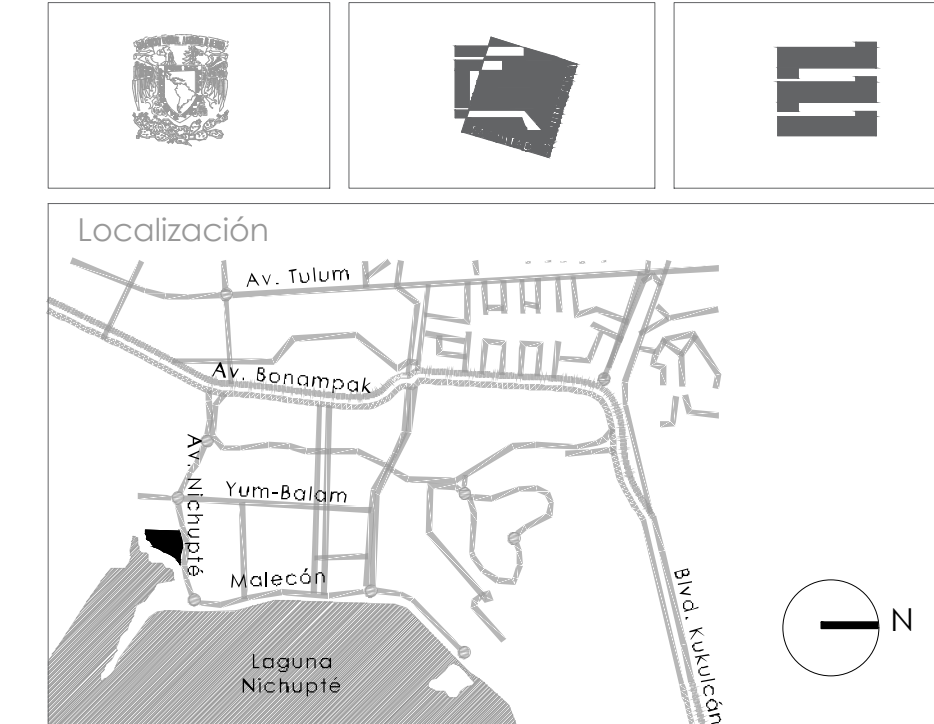 Localización
Av. Tulum
Av. Bonampak
Av. Nichupté
Yum-Balam
Malecón
Blvd. Kukulcán
N
Laguna
Nichupté